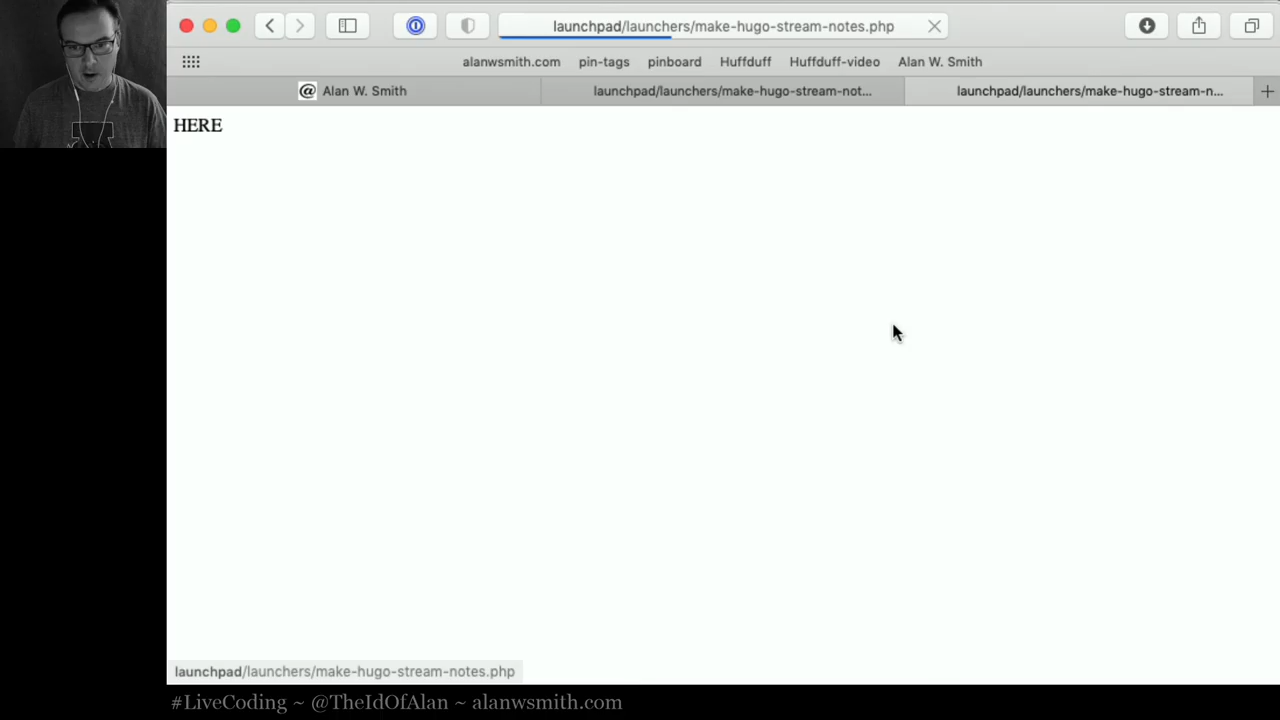 launchpad/launchers/make-hugo-stream-notes.php
alanwsmith.com pin-tags pinboard Huffduff Huffduff-video Alan W. Smith
@ Alan W. Smith launchpad/launchers/make-hugo-stream-not... launchpad/launchers/make-hugo-stream-n...
HERE
launchpad/launchers/make-hugo-stream-notes.php
#LiveCoding ~ @TheIdOfAlan ~ alanwsmith.com